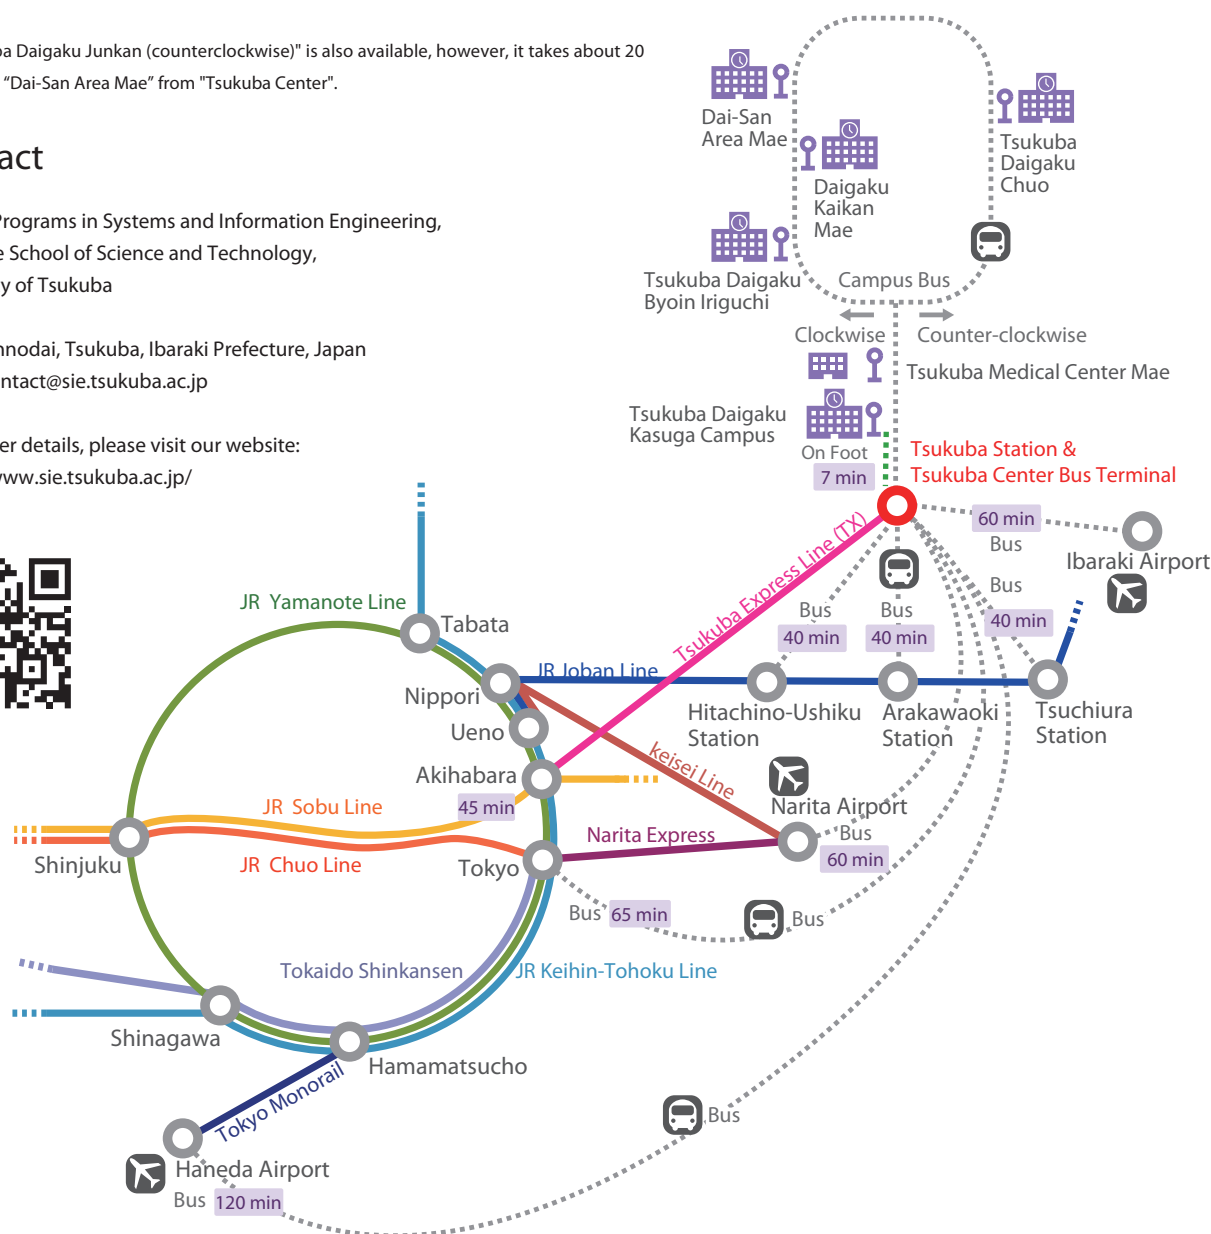 ba Daigaku Junkan (counterclockwise)" is also available, however, it takes about 20
“Dai-San Area Mae” from "Tsukuba Center".
act
Programs in Systems and Information Engineering,
e School of Science and Technology,
y of Tsukuba
nnodai, Tsukuba, Ibaraki Prefecture, Japan
ntact@sie.tsukuba.ac.jp
er details, please visit our website:
www.sie.tsukuba.ac.jp/
Dai-San
Area Mae
Tsukuba
Daigaku
Chuo
Daigaku
Kaikan
Mae
Tsukuba Daigaku
Byoin Iriguchi
Campus Bus
Clockwise
Counter-clockwise
Tsukuba Medical Center Mae
Tsukuba Daigaku
Kasuga Campus
On Foot
7 min
Tsukuba Station &
Tsukuba Center Bus Terminal
60 min
Bus
Ibaraki Airport
Bus
40 min
Bus
40 min
Bus
40 min
Tsukuba Express Line (TX)
JR Yamanote Line
Tabata
Nippori
JR Joban Line
Ueno
Hitachino-Ushiku
Station
Arakawaoki
Station
Tsuchiura
Station
Akihabara
45 min
keisei Line
Narita Airport
Bus
60 min
JR Sobu Line
Narita Express
Shinjuku
JR Chuo Line
Tokyo
Bus 65 min
Bus
Tokaido Shinkansen
JR Keihin-Tohoku Line
Shinagawa
Hamamatsucho
Tokyo Monorail
Bus
Haneda Airport
Bus 120 min